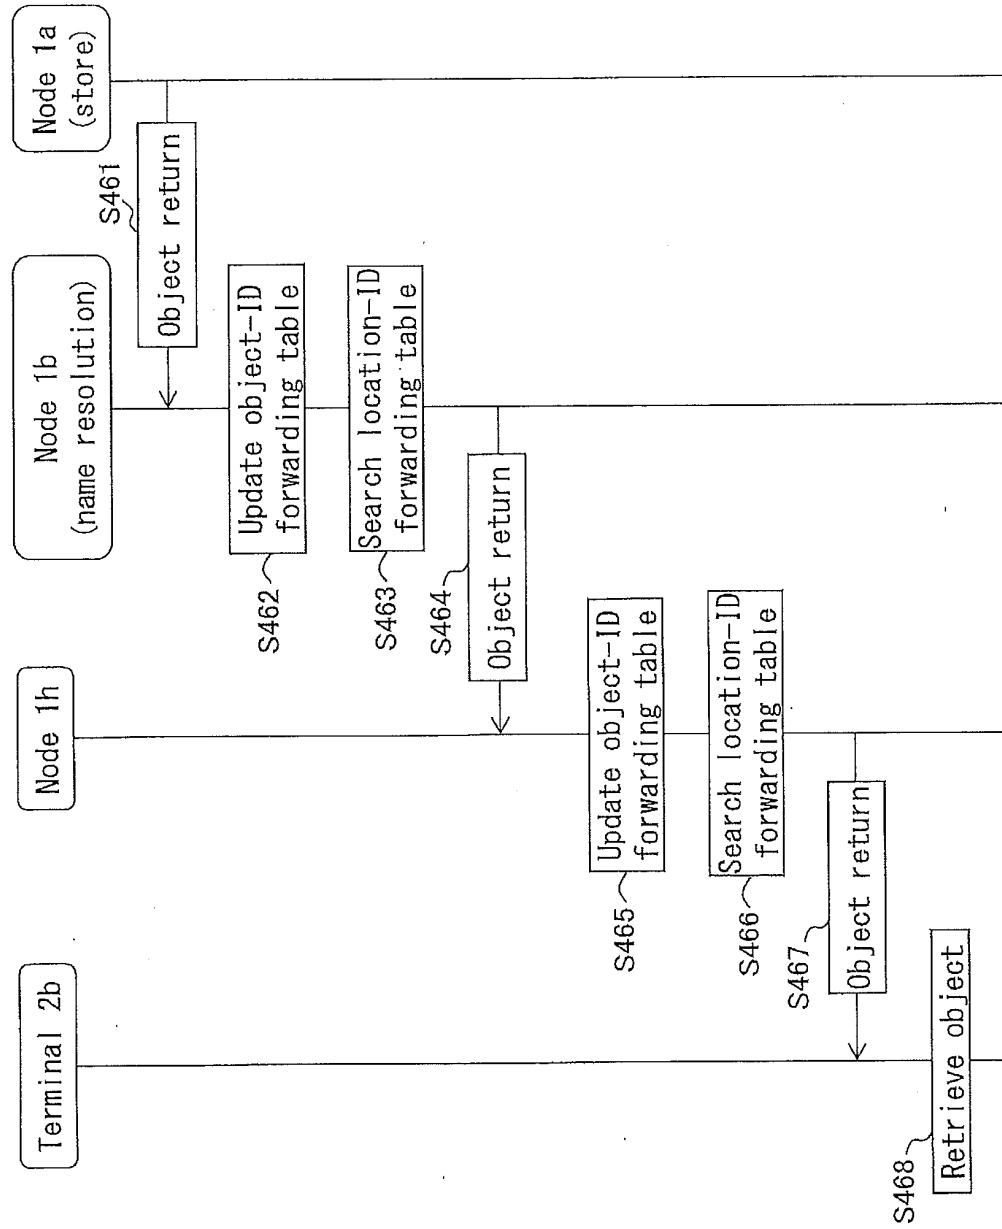 Terminal 2b
Node 1h
Node 1b
(name resolution)
Node 1a
(store)
S461
Object return
Update object-ID
forwarding table
S462
Search location-ID
forwarding table
S463
S464
Object return
Update object-ID
forwarding table
S465
Search location-ID
forwarding table
S466
S467
Object return
S468
Retrieve object